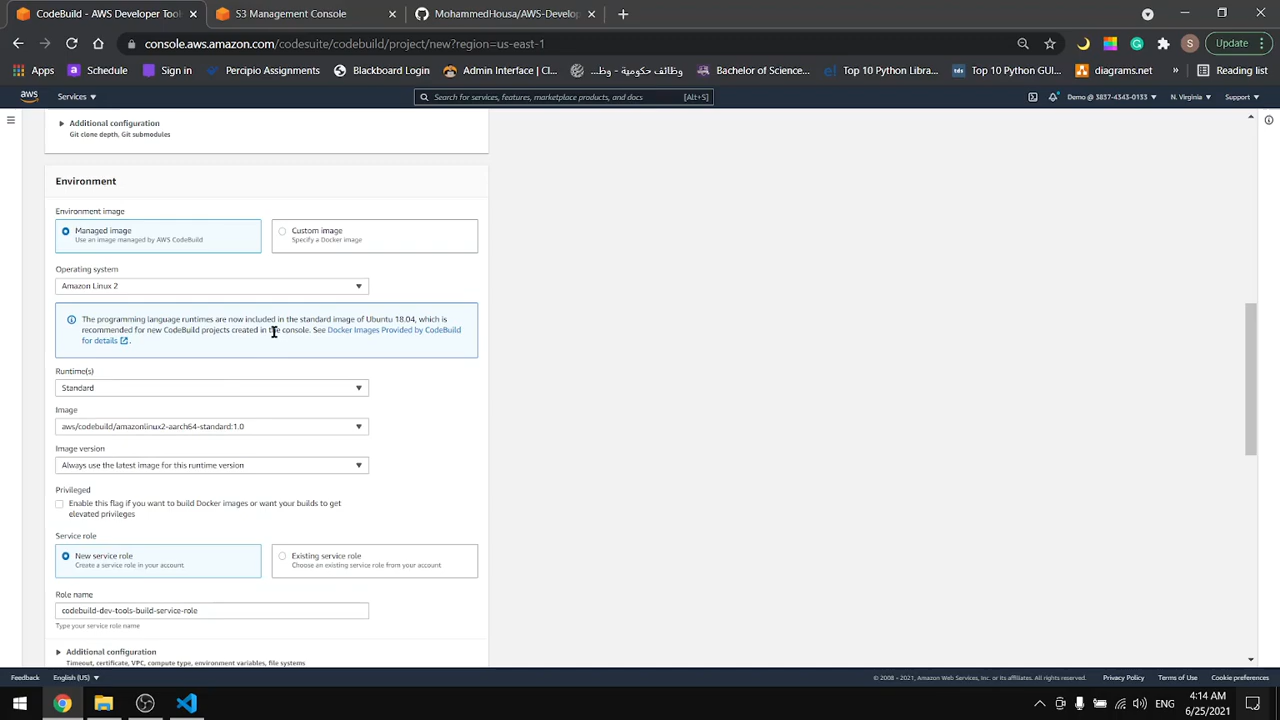 CodeBuild - AWS Developer Tool
S3 Management Console
MohammedHousa/AWS-Develop
console.aws.amazon.com/codesuite/codebuild/project/new?region=us-east-1
S
Update
Apps
Schedule
Sign in
Percipio Assignments
Blackboard Login
Admin Interface | Cl...
وظائف حكومية - وظ...
Bachelor of Science...
Top 10 Python Libr...
Top 10 Python GUI...
diagrams.net
Reading list
aws
Services
Search for services, features, marketplace products, and docs
[Alt+S]
Demo @ 3837-4343-0133
N. Virginia
Support
Additional configuration
Git clone depth, Git submodules
Environment
Environment image
Managed image
Use an image managed by AWS CodeBuild
Custom image
Specify a Docker image
Operating system
Amazon Linux 2
The programming language runtimes are now included in the standard image of Ubuntu 18.04, which is
recommended for new CodeBuild projects created in the console. See Docker Images Provided by CodeBuild
for details .
Runtime(s)
Standard
Image
aws/codebuild/amazonlinux2-aarch64-standard:1.0
Image version
Always use the latest image for this runtime version
Privileged
Enable this flag if you want to build Docker images or want your builds to get
elevated privileges
Service role
New service role
Create a service role in your account
Existing service role
Choose an existing service role from your account
Role name
codebuild-dev-tools-build-service-role
Type your service role name
Additional configuration
Timeout, certificate, VPC, compute type, environment variables, file systems
Feedback
English (US)
© 2008 - 2021, Amazon Web Services, Inc. or its affiliates. All rights reserved.
Privacy Policy
Terms of Use
Cookie preferences
ENG
4:14 AM
6/25/2021